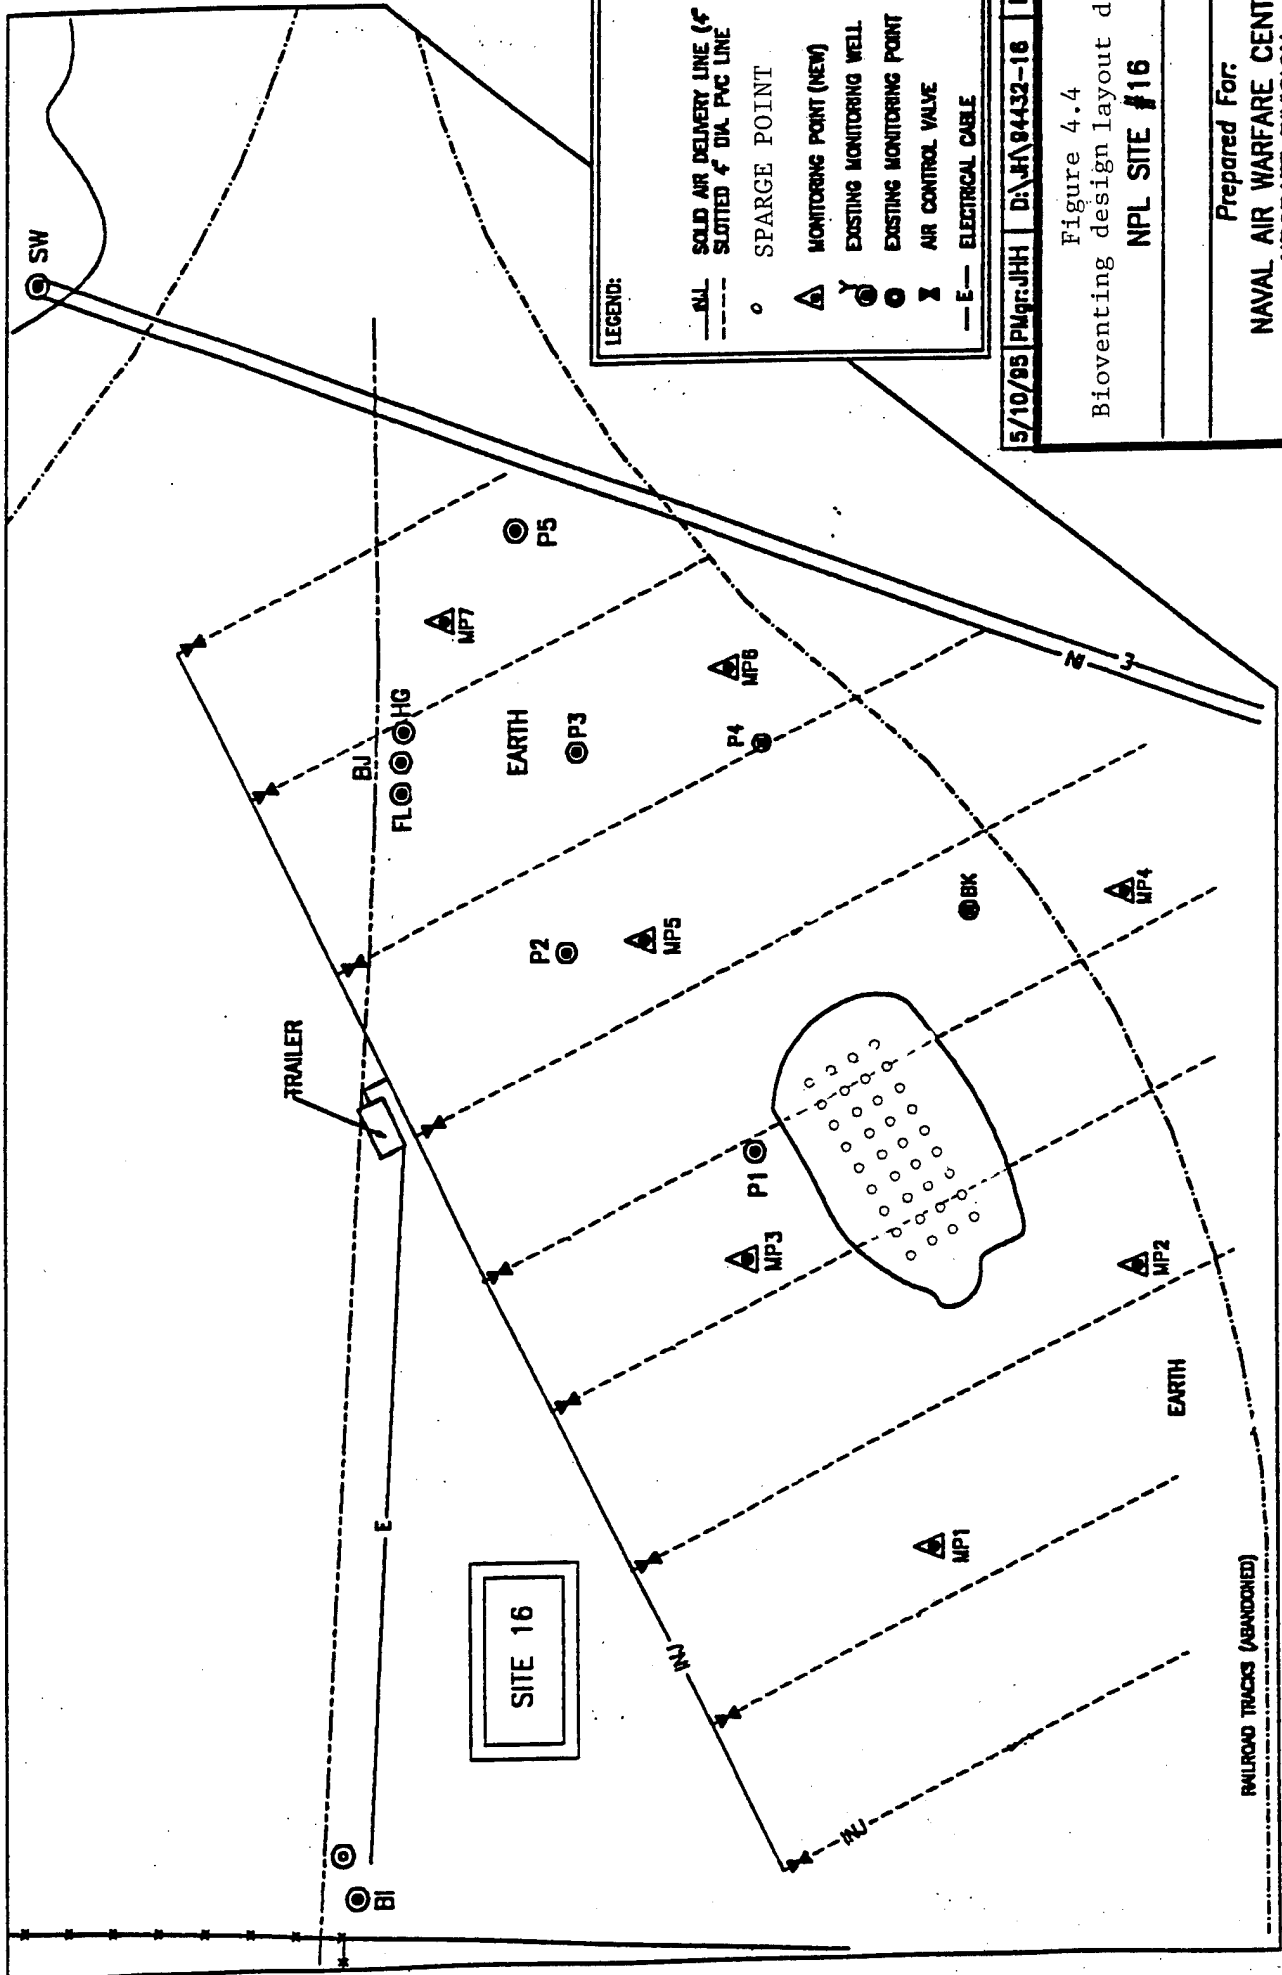 SW
P5
MP7
MP6
BJ
HG
FL
EARTH
P3
P4
P2
MP5
BK
MP4
TRAILER
P1
MP3
MP2
EARTH
E
MP1
SITE 16
INJ
INJ
BI
RAILROAD TRACKS (ABANDONED)
LEGEND:
INJ. SOLID AIR DELIVERY LINE (4"
SLOTTED 4" DIA. PVC LINE
SPARGE POINT
MONITORING POINT (NEW)
EXISTING MONITORING WELL
EXISTING MONITORING POINT
AIR CONTROL VALVE
E ELECTRICAL CABLE
5/10/95 PMgr:JHH D:\JH\94432-16
Figure 4.4
Bioventing design layout d
NPL SITE #16
Prepared For:
NAVAL AIR WARFARE CENT